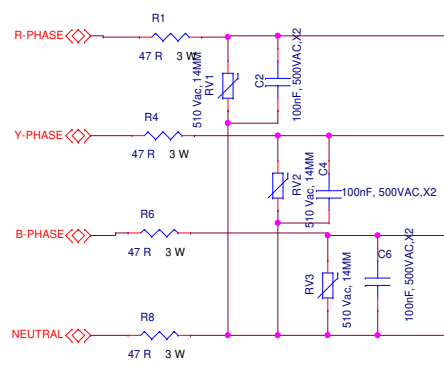 R1
R-PHASE
47 R 3 W
RV1
510 Vac, 14MM
C2
100nF, 500VAC,X2
R4
Y-PHASE
47 R 3 W
RV2
510 Vac, 14MM
C4
100nF, 500VAC,X2
R6
B-PHASE
47 R 3 W
RV3
510 Vac, 14MM
C6
100nF, 500VAC,X2
R8
NEUTRAL
47 R 3 W